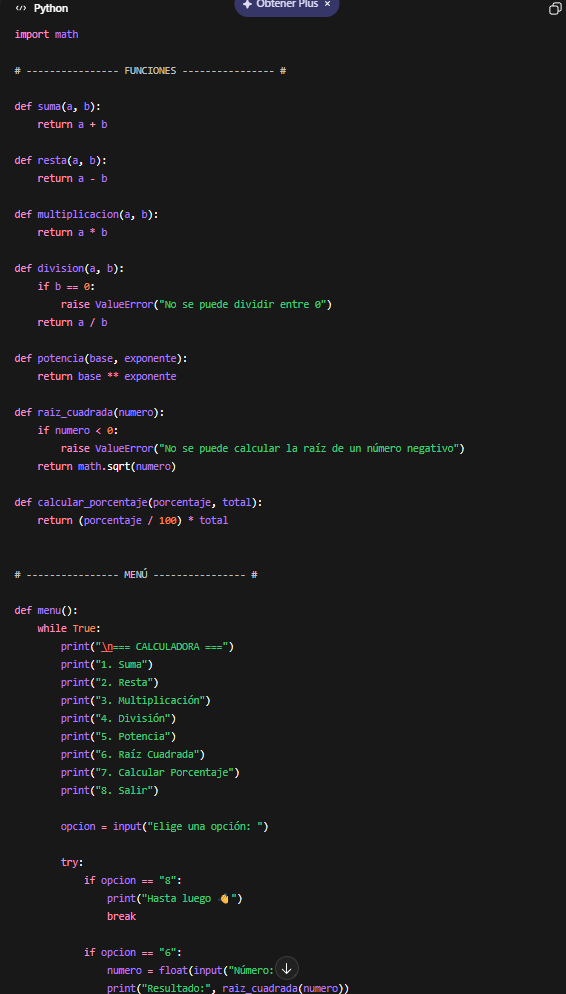 Python
Obtener Plus ×
import math
# ---------------- FUNCIONES ---------------- #
def suma(a, b):
    return a + b
def resta(a, b):
    return a - b
def multiplicacion(a, b):
    return a * b
def division(a, b):
    if b == 0:
        raise ValueError("No se puede dividir entre 0")
    return a / b
def potencia(base, exponente):
    return base ** exponente
def raiz_cuadrada(numero):
    if numero < 0:
        raise ValueError("No se puede calcular la raíz de un número negativo")
    return math.sqrt(numero)
def calcular_porcentaje(porcentaje, total):
    return (porcentaje / 100) * total
# ---------------- MENÚ ---------------- #
def menu():
    while True:
        print("\n=== CALCULADORA ===")
        print("1. Suma")
        print("2. Resta")
        print("3. Multiplicación")
        print("4. División")
        print("5. Potencia")
        print("6. Raíz Cuadrada")
        print("7. Calcular Porcentaje")
        print("8. Salir")
        opcion = input("Elige una opción: ")
        try:
            if opcion == "8":
                print("Hasta luego 👋")
                break
            if opcion == "6":
                numero = float(input("Número:
                print("Resultado:", raiz_cuadrada(numero))